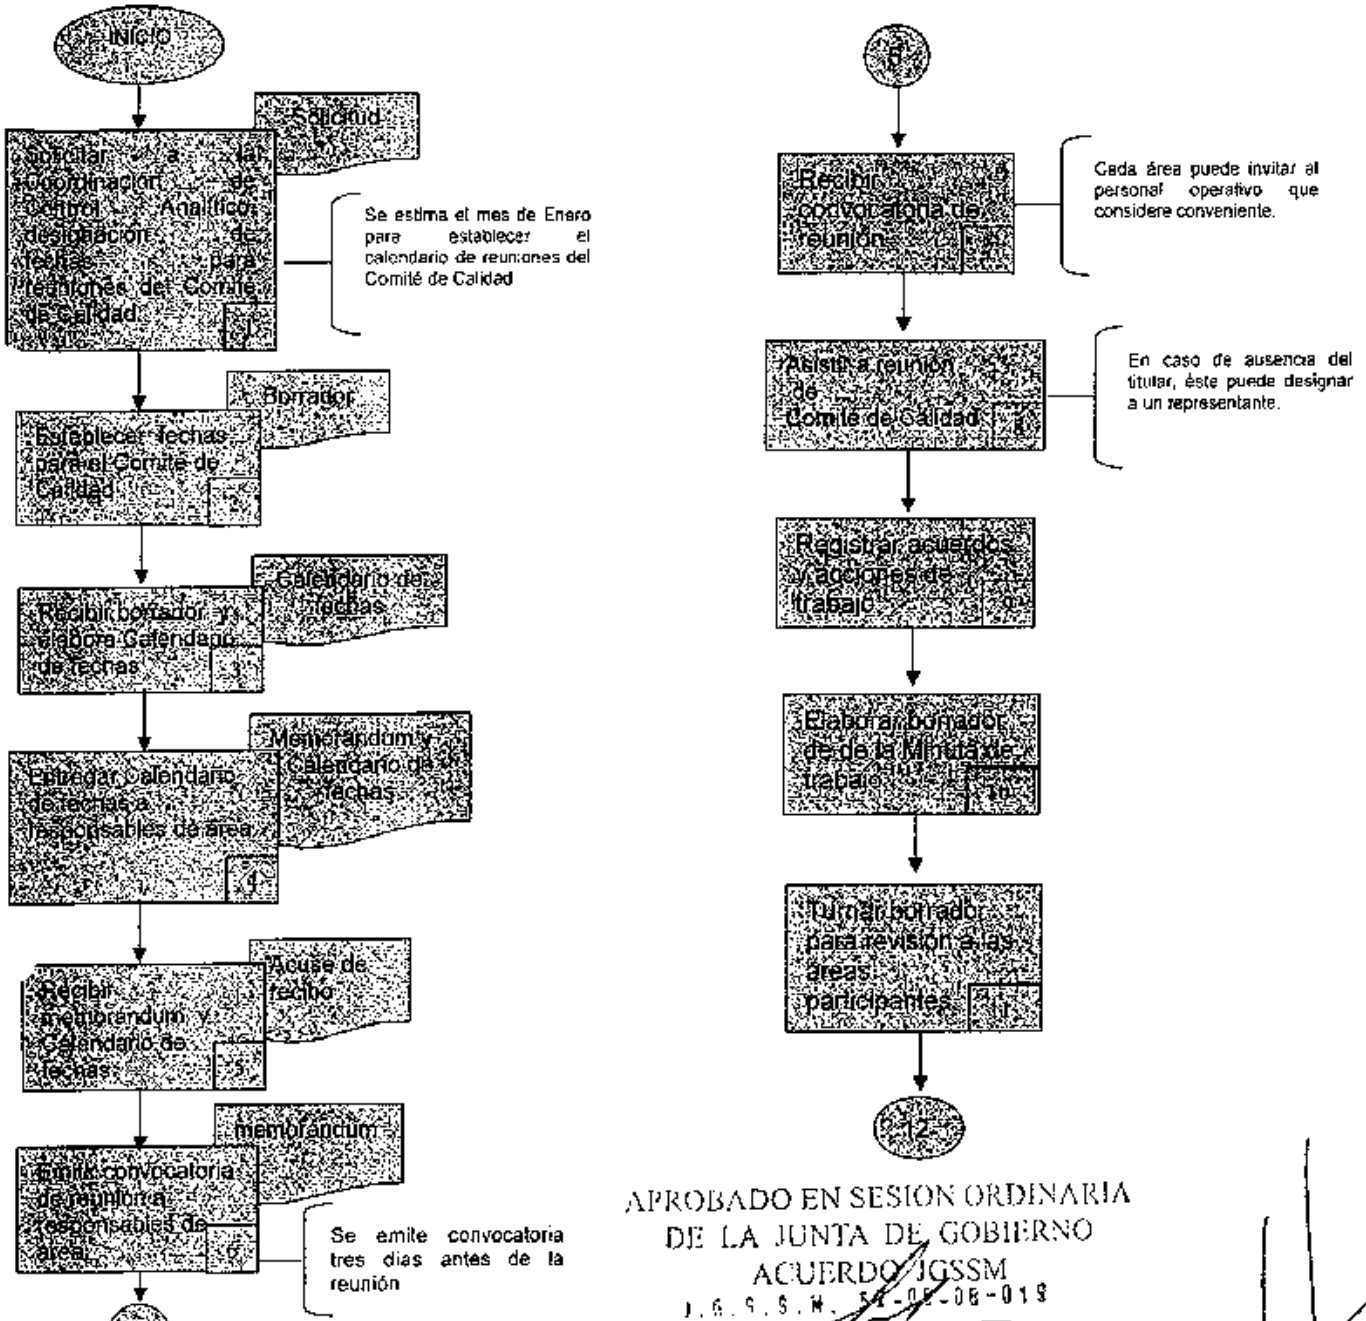 INICIO
Solicitud
Solicitar a la
Coordinación de
Control Analítico,
designación de
fechas para
reuniones del Comité
de Calidad.
1
Se estima el mes de Enero
para establecer el
calendario de reuniones del
Comité de Calidad
Borrador
Establecer fechas
para el Comité de
Calidad
2
Calendario de
fechas
Recibir borrador y
elabora Calendario
de fechas
3
Memorándum y
Calendario de
fechas
Entregar Calendario
de fechas a
responsables de área
4
Acuse de
recibo
Recibir
memorándum y
Calendario de
fechas
5
memorándum
Emitir convocatoria
de reunión a
responsables de
área
6
Se emite convocatoria
tres días antes de la
reunión
Recibir
convocatoria de
reunión
Cada área puede invitar al
personal operativo que
considere conveniente.
Asistir a reunión
de
Comité de Calidad
8
En caso de ausencia del
titular, éste puede designar
a un representante.
Registrar acuerdos
y acciones de
trabajo
9
Elaborar borrador
de de la Minuta de
trabajo
10
Turnar borrador
para revisión a las
áreas
participantes
11
12
APROBADO EN SESION ORDINARIA
DE LA JUNTA DE GOBIERNO
ACUERDO JGSSM